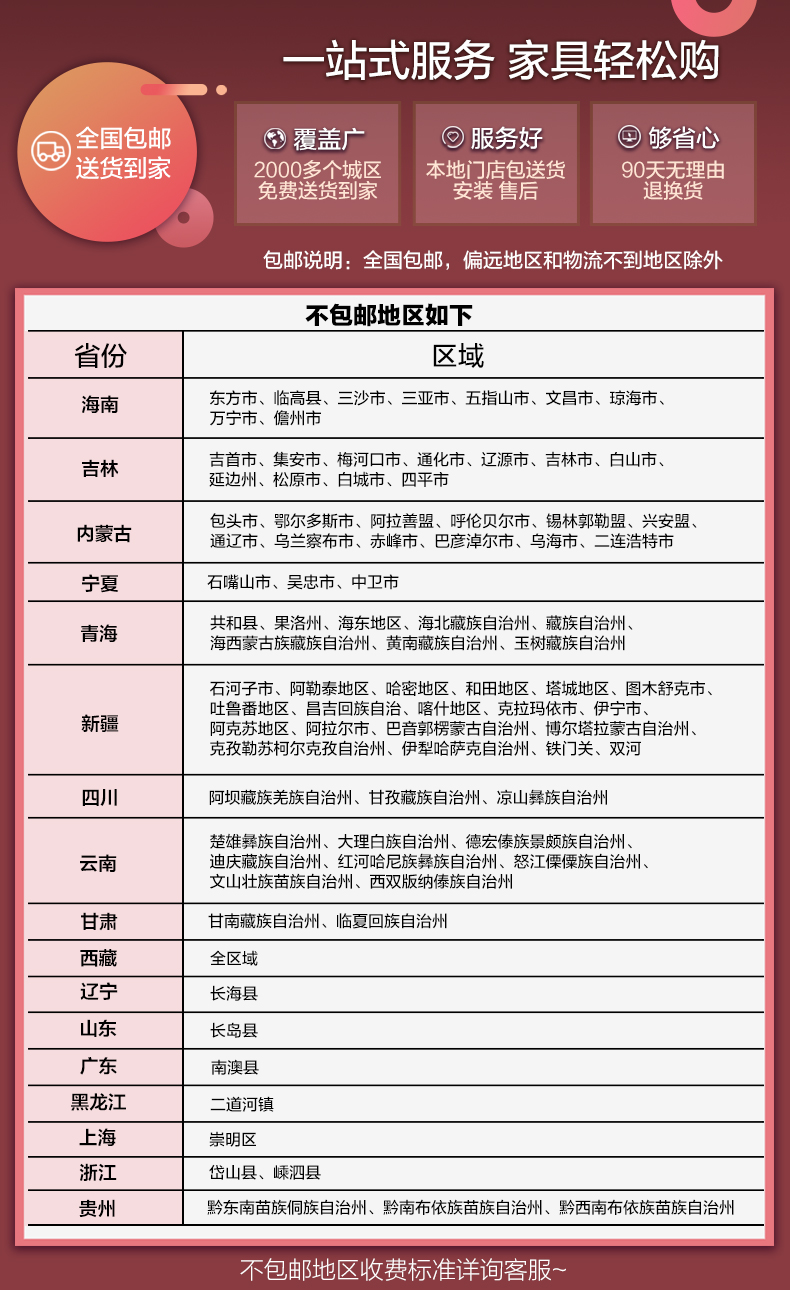 一站式服务 家具轻松购
全国包邮
送货到家
覆盖广
2000多个城区
免费送货到家
服务好
本地门店包送货
安装 售后
够省心
90天无理由
退换货
包邮说明：全国包邮，偏远地区和物流不到地区除外
不包邮地区如下
省份 区域
海南 东方市、临高县、三沙市、三亚市、五指山市、文昌市、琼海市、
万宁市、儋州市
吉林 吉首市、集安市、梅河口市、通化市、辽源市、吉林市、白山市、
延边州、松原市、白城市、四平市
内蒙古 包头市、鄂尔多斯市、阿拉善盟、呼伦贝尔市、锡林郭勒盟、兴安盟、
通辽市、乌兰察布市、赤峰市、巴彦淖尔市、乌海市、二连浩特市
宁夏 石嘴山市、吴忠市、中卫市
青海 共和县、果洛州、海东地区、海北藏族自治州、藏族自治州、
海西蒙古族藏族自治州、黄南藏族自治州、玉树藏族自治州
新疆 石河子市、阿勒泰地区、哈密地区、和田地区、塔城地区、图木舒克市、
吐鲁番地区、昌吉回族自治、喀什地区、克拉玛依市、伊宁市、
阿克苏地区、阿拉尔市、巴音郭楞蒙古自治州、博尔塔拉蒙古自治州、
克孜勒苏柯尔克孜自治州、伊犁哈萨克自治州、铁门关、双河
四川 阿坝藏族羌族自治州、甘孜藏族自治州、凉山彝族自治州
云南 楚雄彝族自治州、大理白族自治州、德宏傣族景颇族自治州、
迪庆藏族自治州、红河哈尼族彝族自治州、怒江傈僳族自治州、
文山壮族苗族自治州、西双版纳傣族自治州
甘肃 甘南藏族自治州、临夏回族自治州
西藏 全区域
辽宁 长海县
山东 长岛县
广东 南澳县
黑龙江 二道河镇
上海 崇明区
浙江 岱山县、嵊泗县
贵州 黔东南苗族侗族自治州、黔南布依族苗族自治州、黔西南布依族苗族自治州
不包邮地区收费标准详询客服~